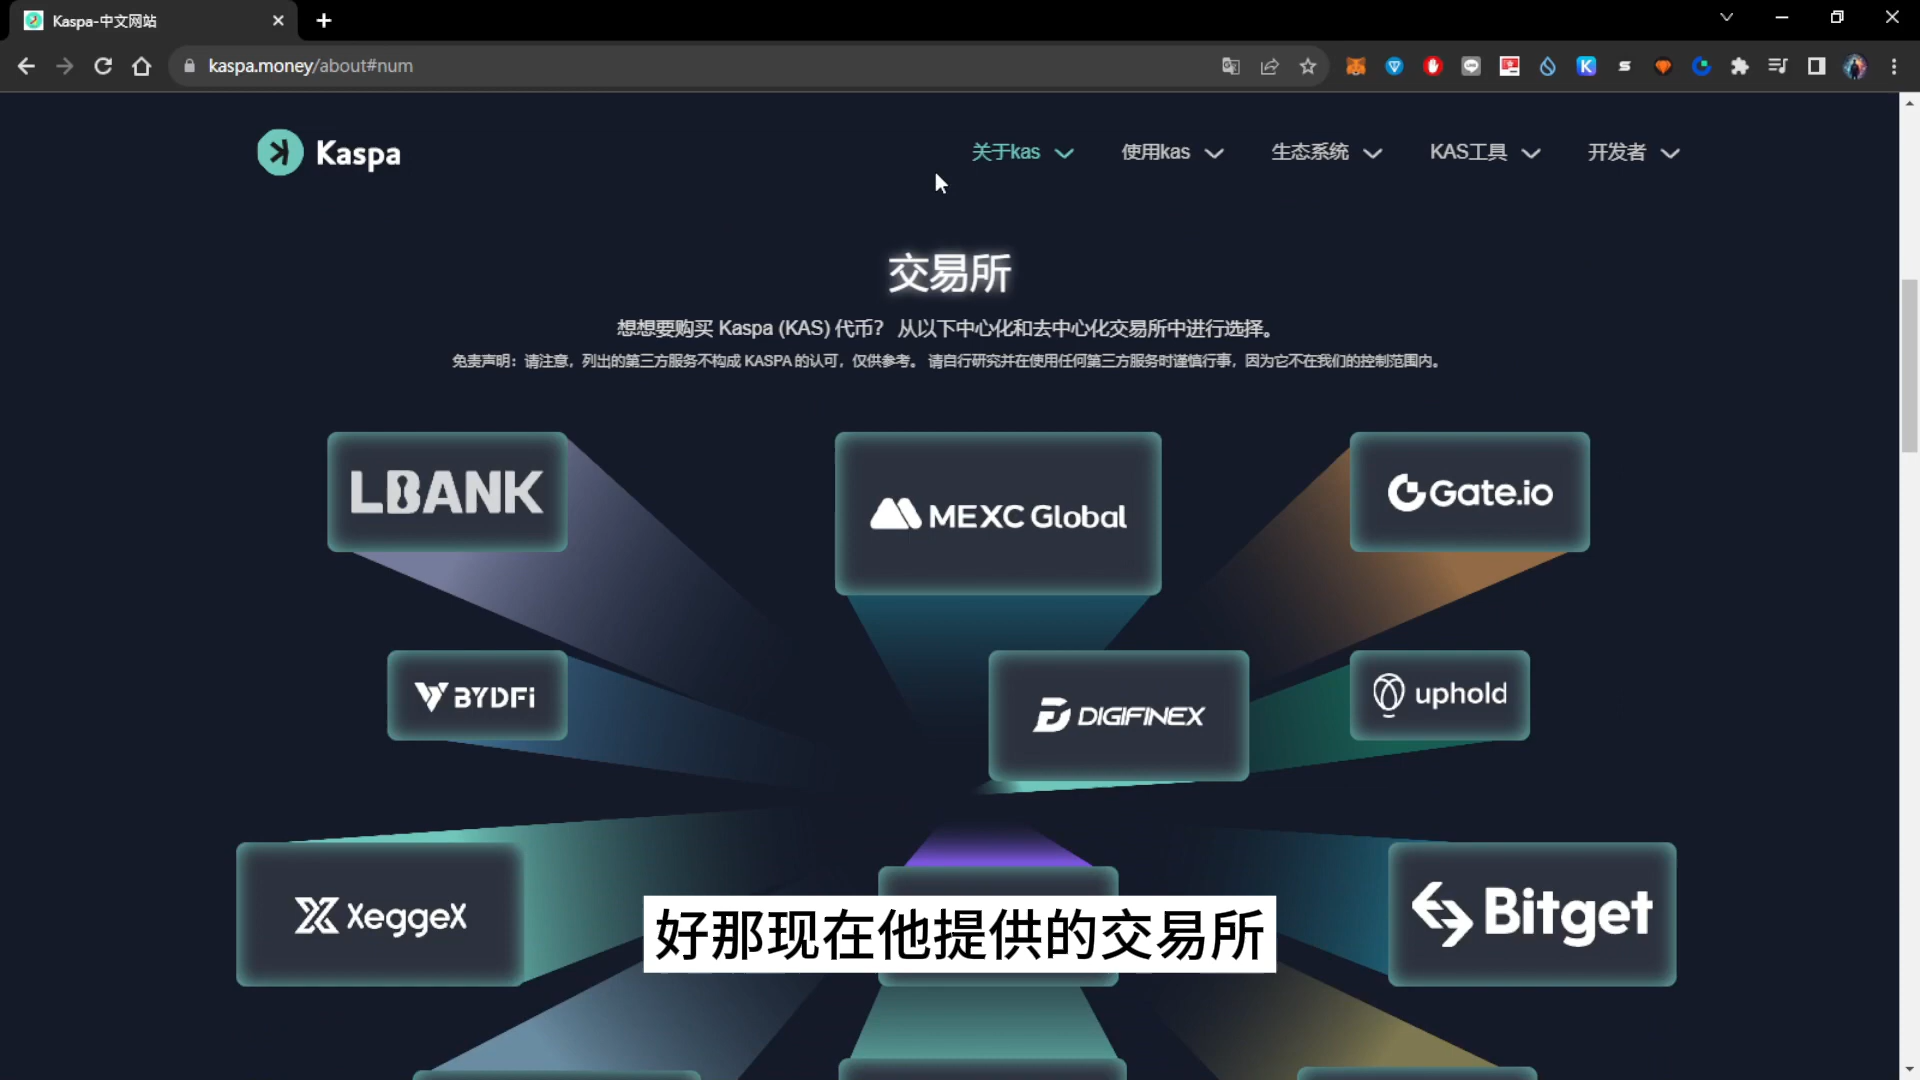 Kaspa-中文网站
kaspa.money/about#num
Kaspa
关于kas
使用kas
生态系统
KAS工具
开发者
交易所
想想要购买 Kaspa (KAS) 代币？ 从以下中心化和去中心化交易所中进行选择。
免责声明：请注意，列出的第三方服务不构成 KASPA 的认可，仅供参考。 请自行研究并在使用任何第三方服务时谨慎行事，因为它不在我们的控制范围内。
LBANK
MEXC Global
Gate.io
BYDFi
DIGIFINEX
uphold
XeggeX
Bitget
好那现在他提供的交易所